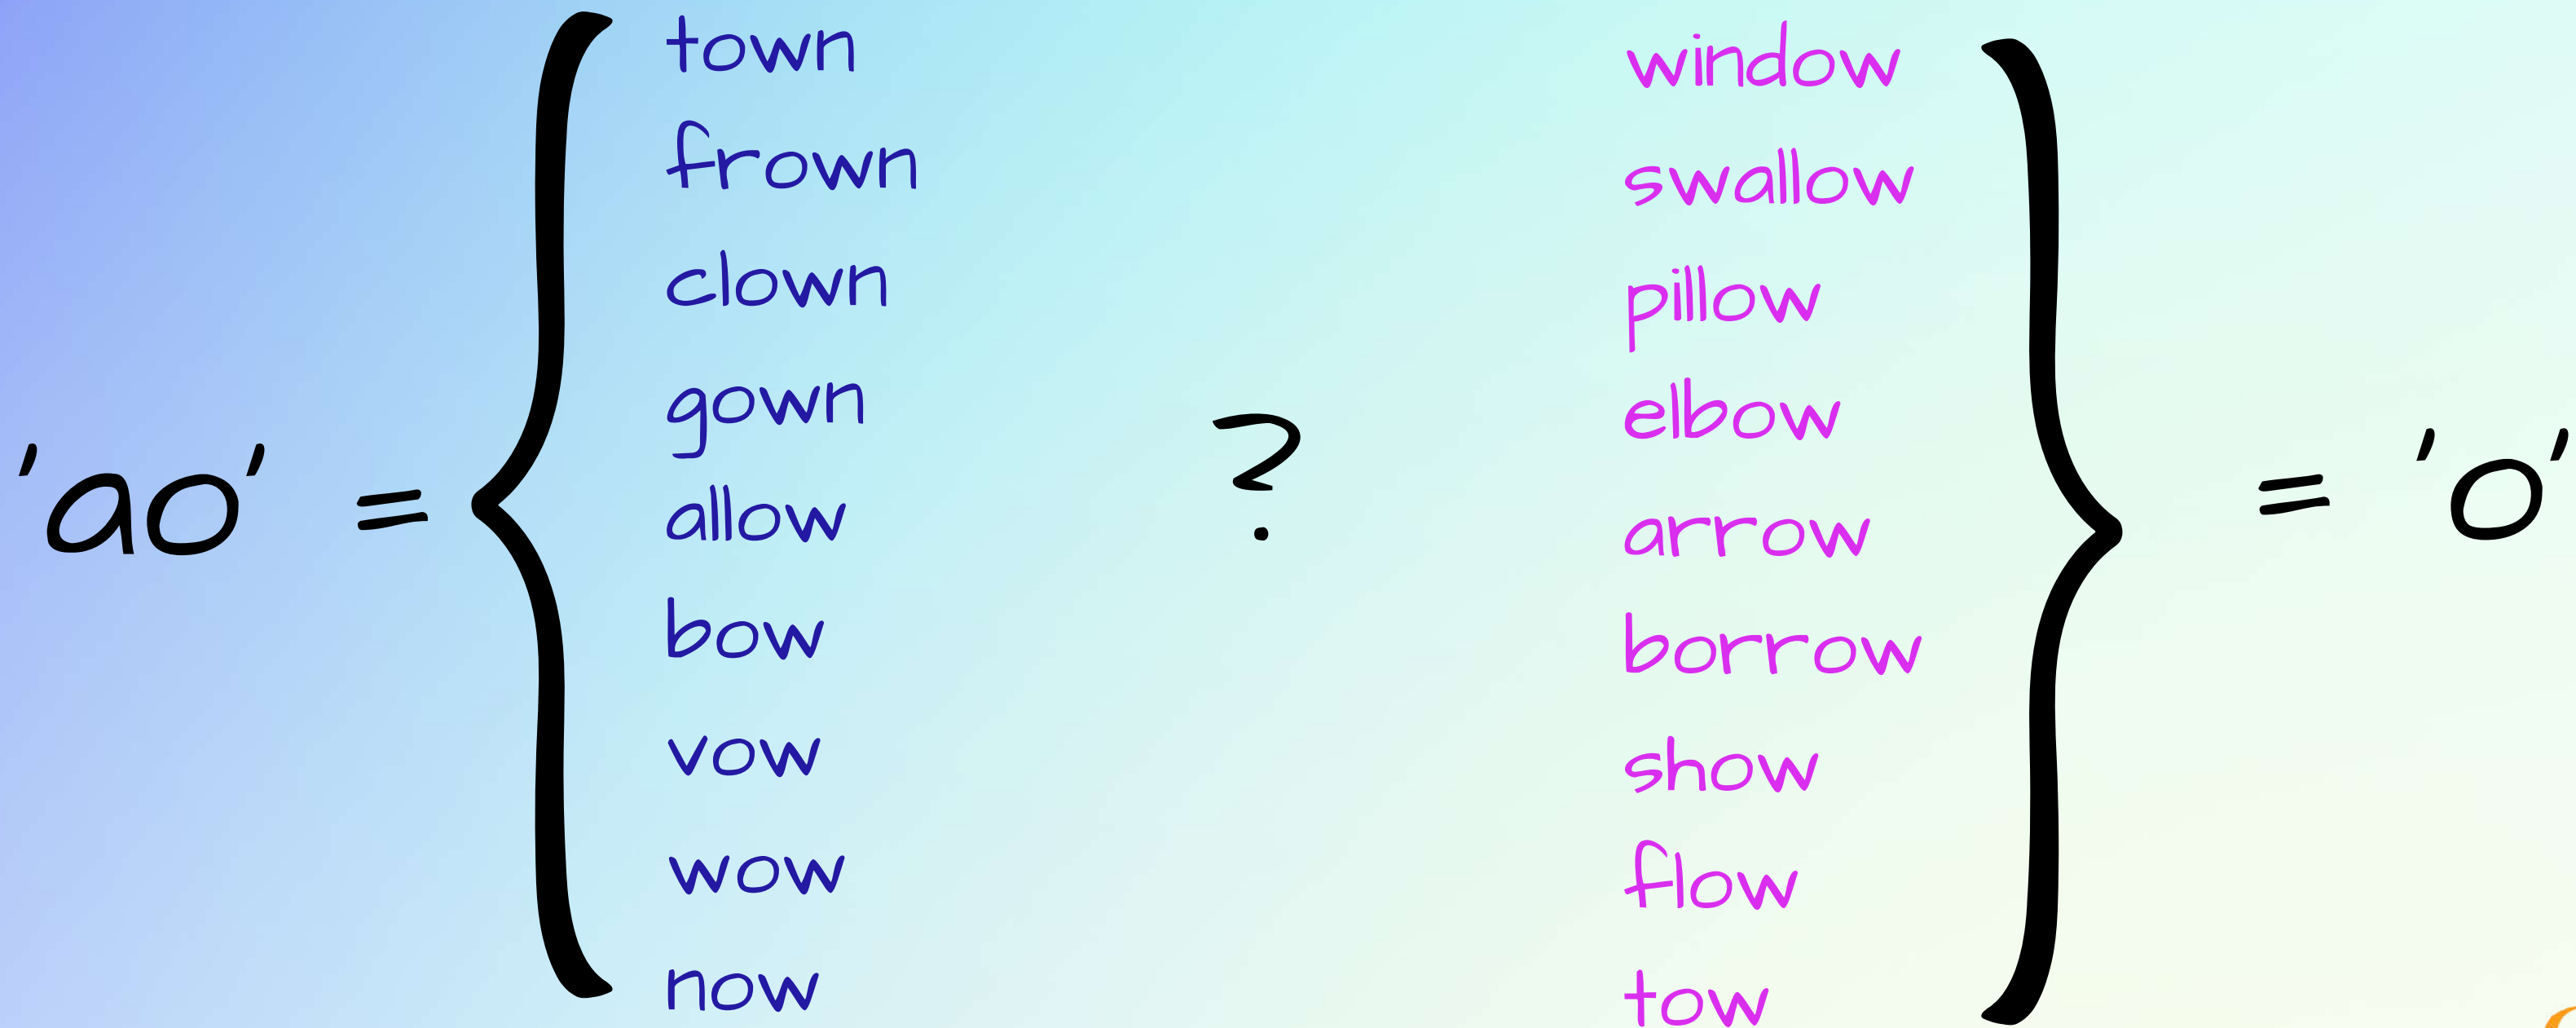 'ao' =
town
frown
clown
gown
allow
bow
vow
wow
now
?
window
swallow
pillow
elbow
arrow
borrow
show
flow
tow
= 'o'